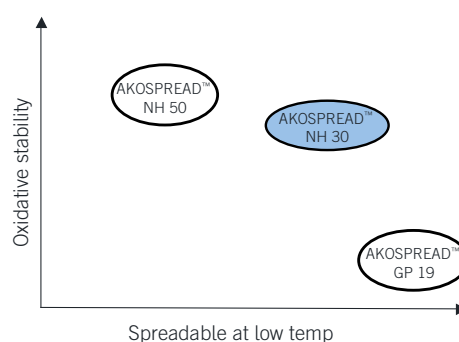 AKOSPREAD™
NH 50
AKOSPREAD™
NH 30
AKOSPREAD™
GP 19
Oxidative stability
Spreadable at low temp